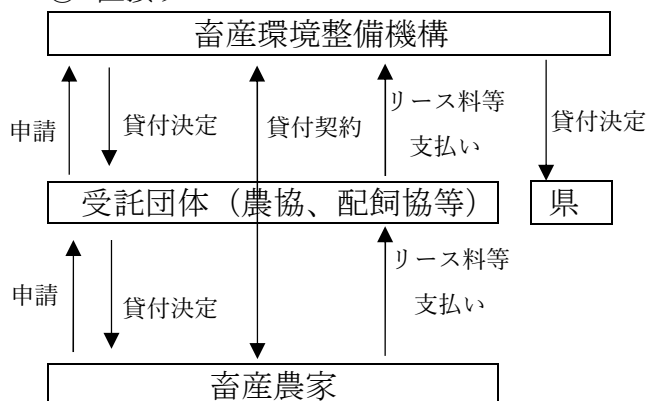 畜産環境整備機構
申請
貸付決定
貸付契約
リース料等
支払い
貸付決定
受託団体（農協、配飼協等）
県
申請
貸付決定
リース料等
支払い
畜産農家